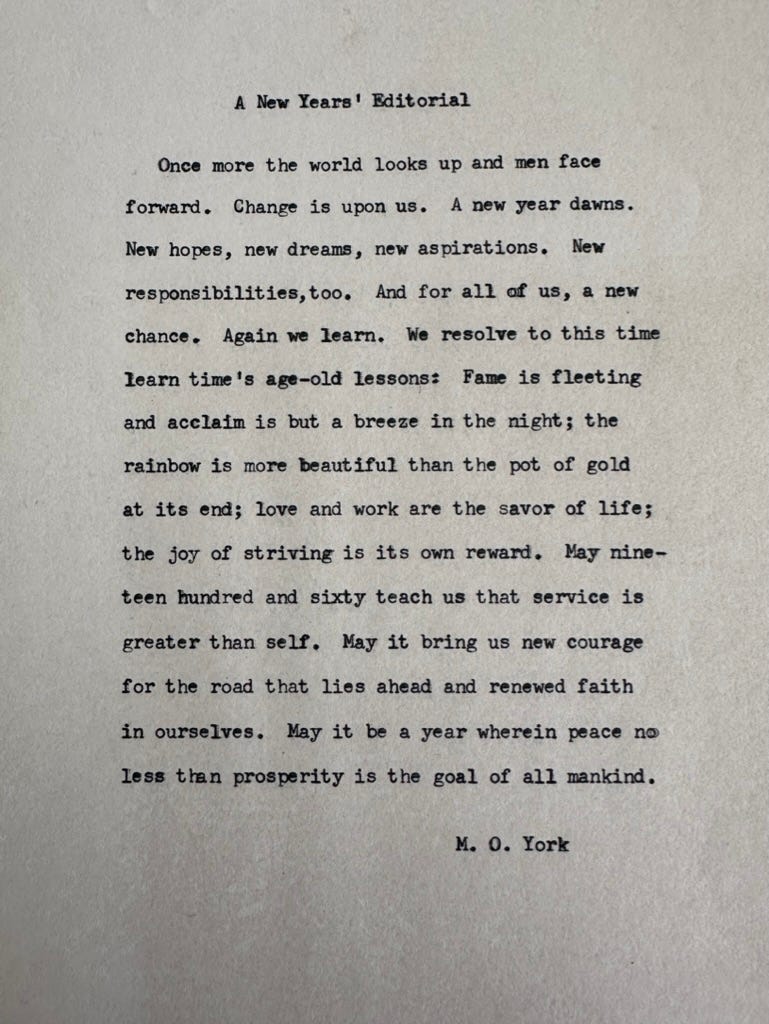 A New Years' Editorial
Once more the world looks up and men face
forward.  Change is upon us.  A new year dawns.
New hopes, new dreams, new aspirations.  New
responsibilities,too.  And for all of us, a new
chance.  Again we learn.  We resolve to this time
learn time's age-old lessons:  Fame is fleeting
and acclaim is but a breeze in the night; the
rainbow is more beautiful than the pot of gold
at its end; love and work are the savor of life;
the joy of striving is its own reward.  May nine-
teen hundred and sixty teach us that service is
greater than self.  May it bring us new courage
for the road that lies ahead and renewed faith
in ourselves.  May it be a year wherein peace no
less than prosperity is the goal of all mankind.
M. O. York